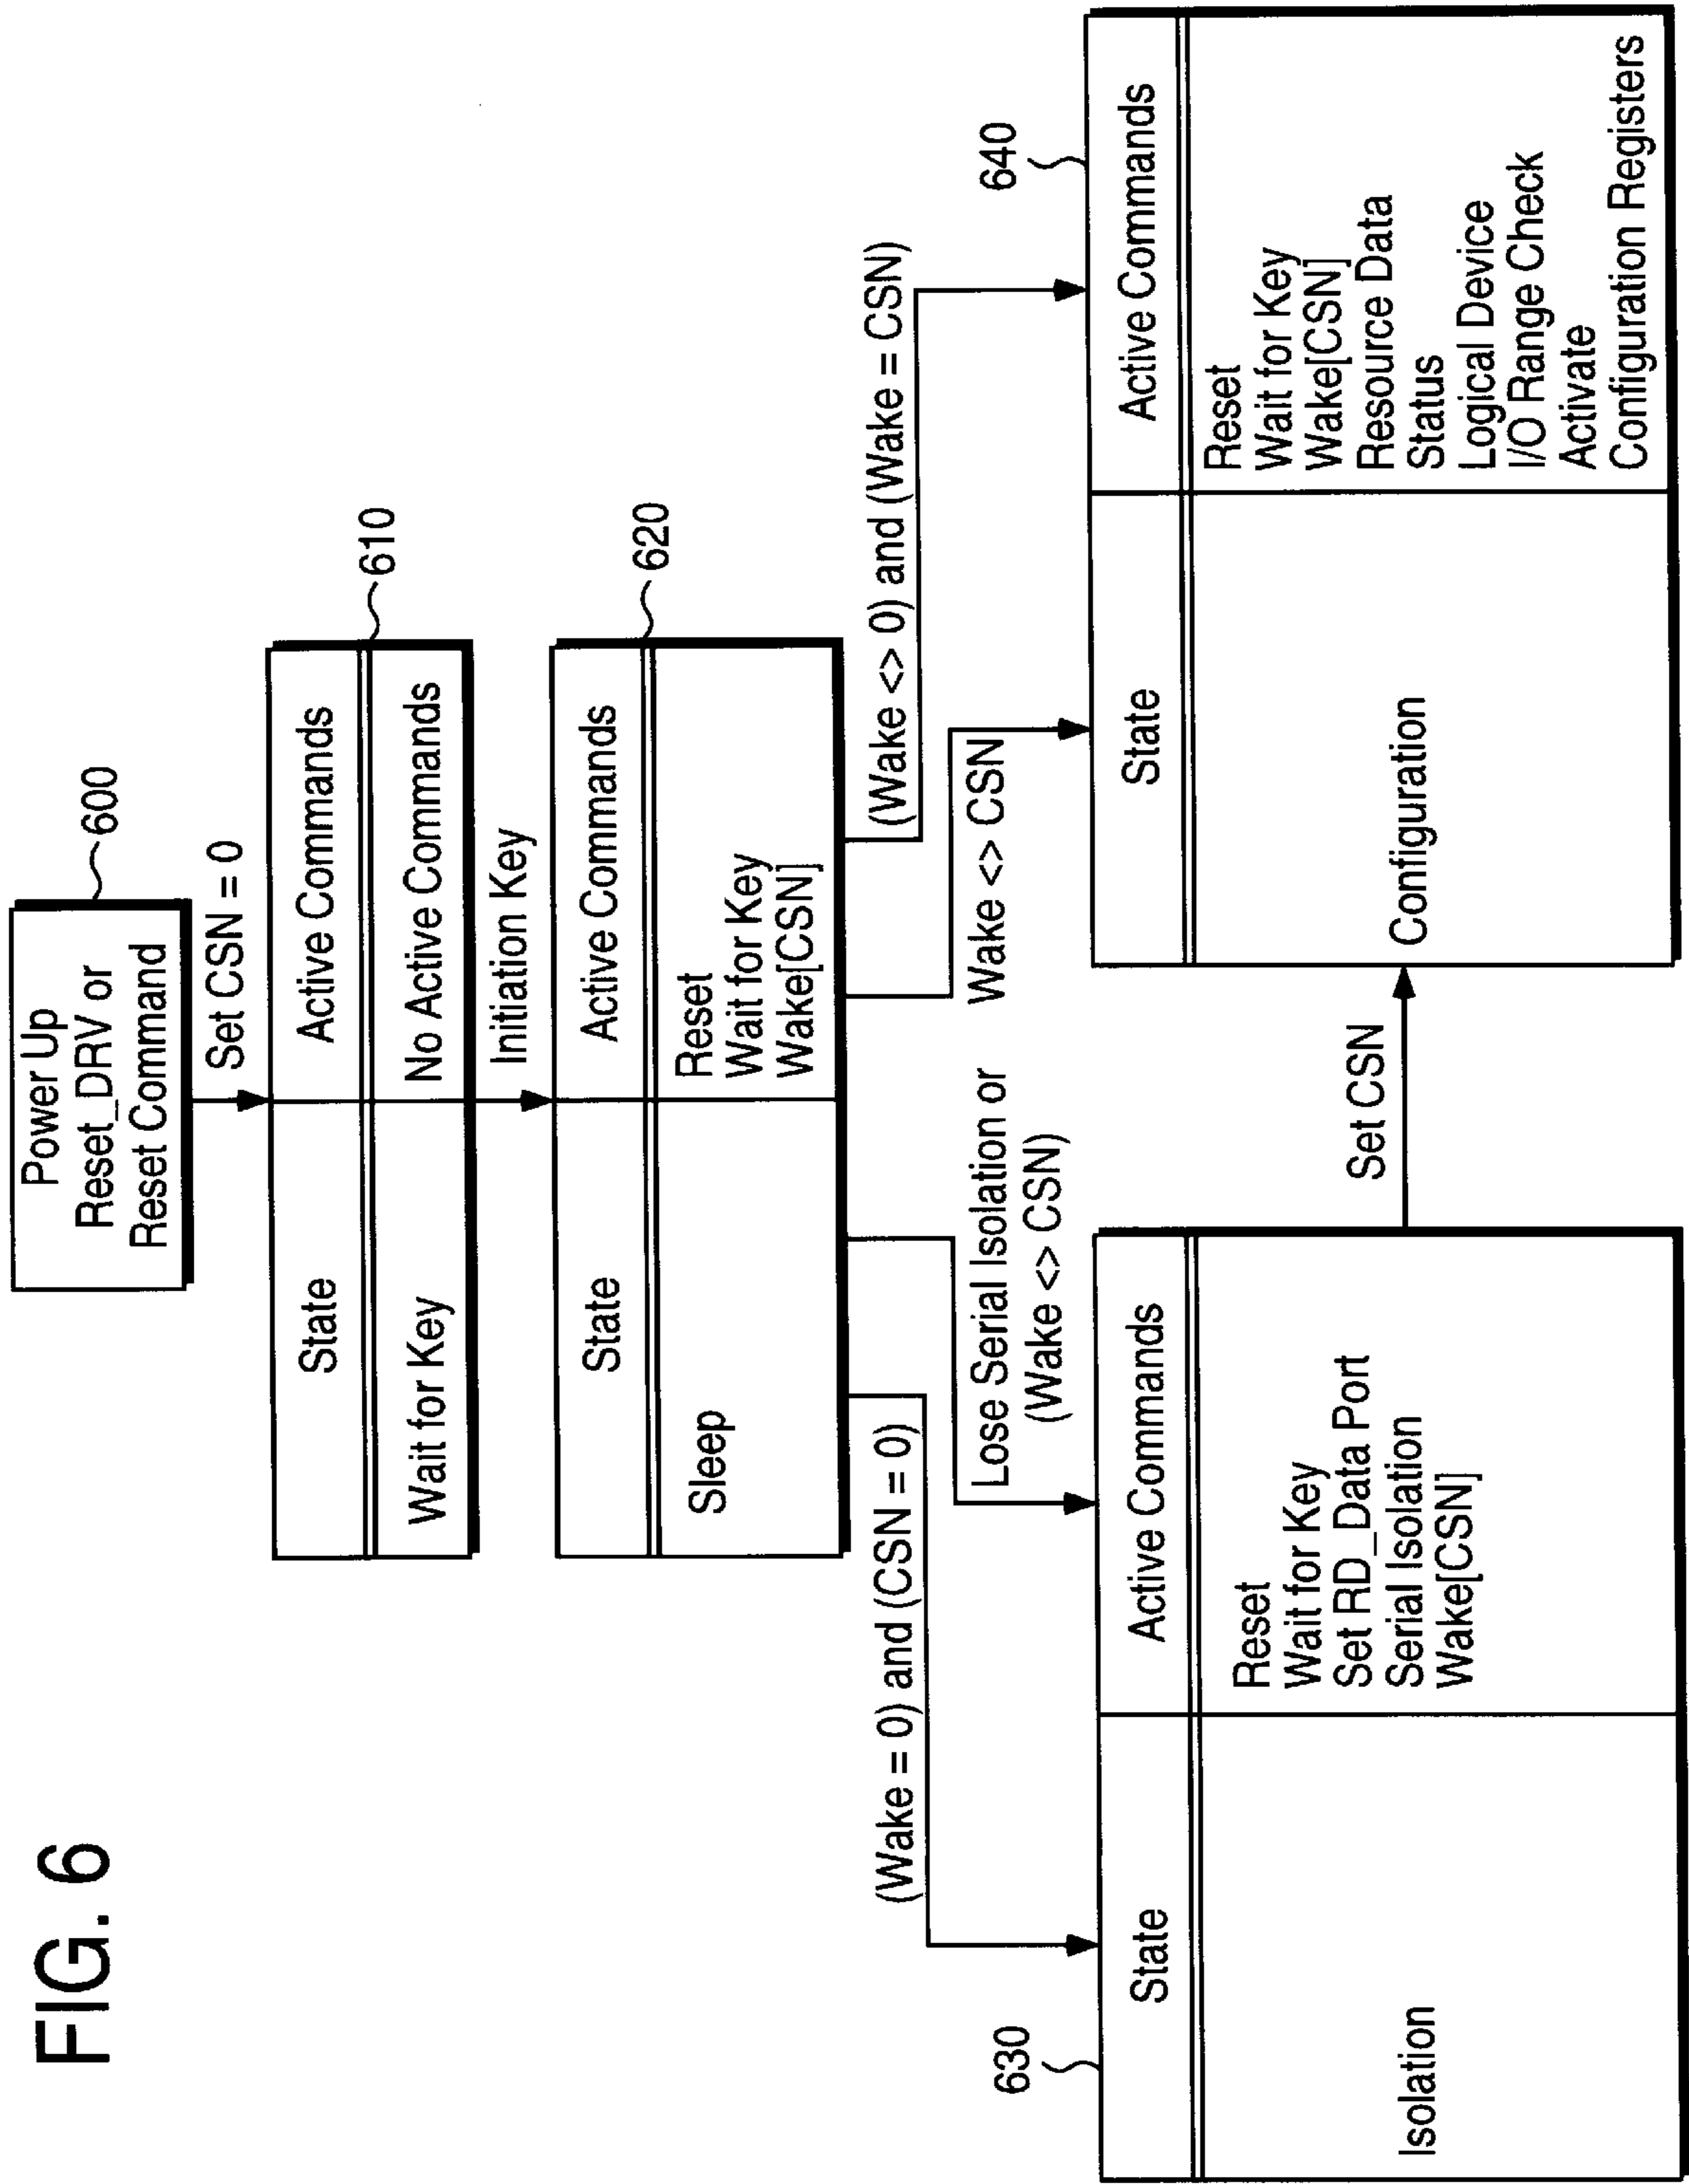 FIG. 6
Power Up
Reset_DRV or
Reset Command
600
Set CSN = 0
State
Active Commands
610
Wait for Key
No Active Commands
Initiation Key
State
Active Commands
620
Sleep
Reset
Wait for Key
Wake[CSN]
(Wake = 0) and (CSN = 0)
Lose Serial Isolation or
(Wake <> CSN)
Wake <> CSN
(Wake <> 0) and (Wake = CSN)
630
State
Active Commands
Isolation
Reset
Wait for Key
Set RD_Data Port
Serial Isolation
Wake[CSN]
Set CSN
640
State
Active Commands
Configuration
Reset
Wait for Key
Wake[CSN]
Resource Data
Status
Logical Device
I/O Range Check
Activate
Configuration Registers